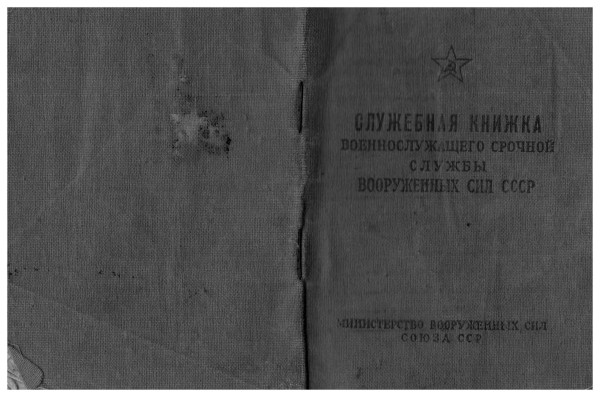 СЛУЖЕБНАЯ КНИЖКА
ВОЕННОСЛУЖАЩЕГО СРОЧНОЙ
СЛУЖБЫ
ВООРУЖЕННЫХ СИЛ СССР
МИНИСТЕРСТВО ВООРУЖЕННЫХ СИЛ
СОЮЗА ССР